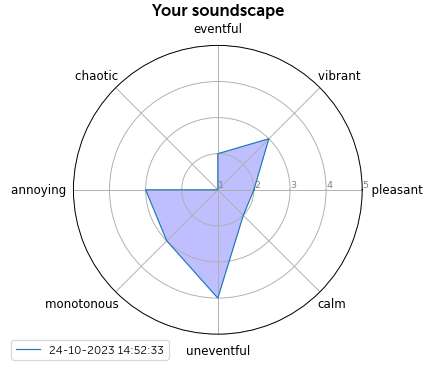 Your soundscape
eventful
chaotic
vibrant
annoying
1 2 3 4 5
pleasant
monotonous
calm
uneventful
24-10-2023 14:52:33